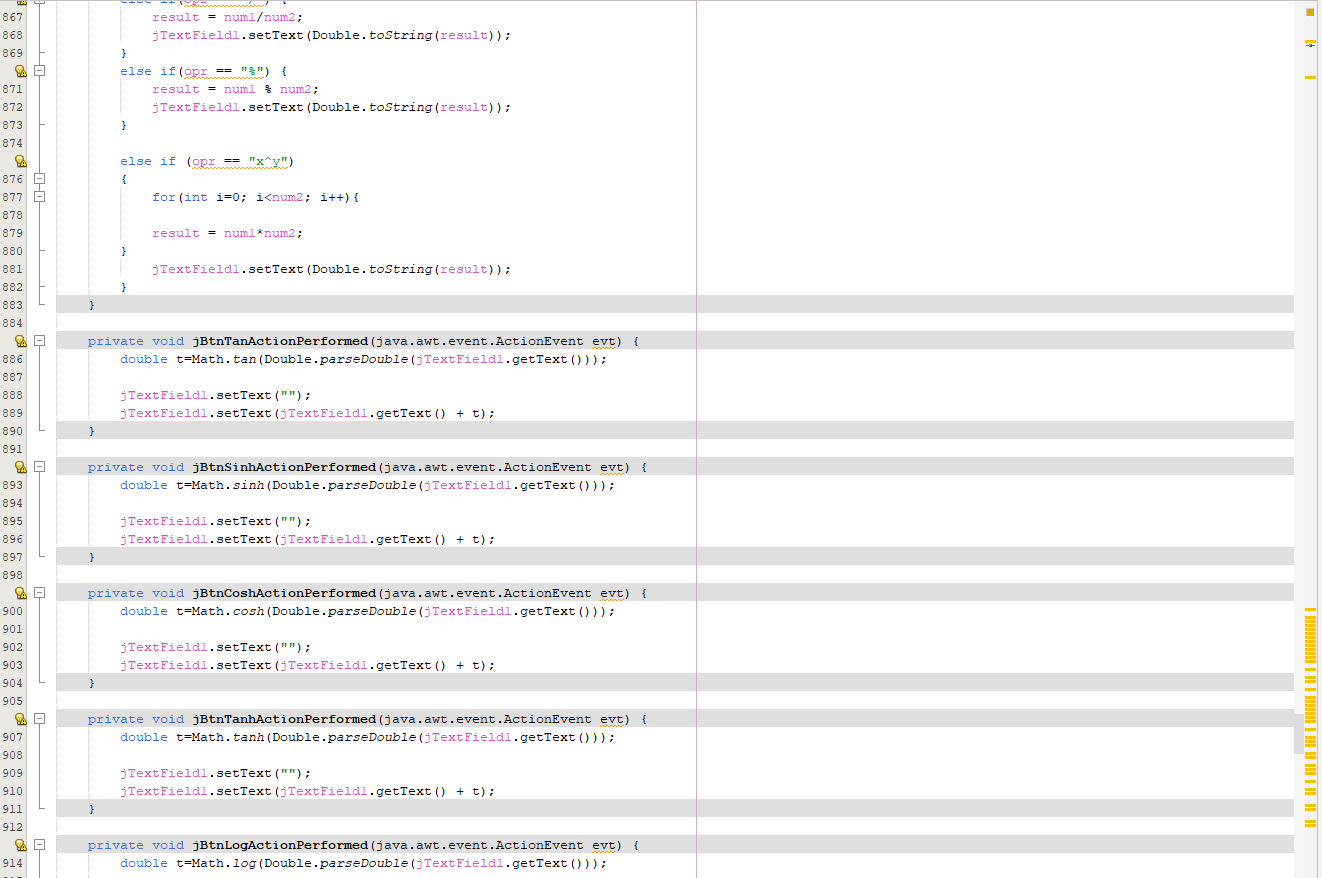 else if(opr == "/") {
867 result = num1/num2;
868 jTextField1.setText(Double.toString(result));
869 }
else if(opr == "%") {
871 result = num1 % num2;
872 jTextField1.setText(Double.toString(result));
873 }
874
else if (opr == "x^y")
876 {
877 for(int i=0; i<num2; i++){
878
879 result = num1*num2;
880 }
881 jTextField1.setText(Double.toString(result));
882 }
883 }
884
private void jBtnTanActionPerformed(java.awt.event.ActionEvent evt) {
886 double t=Math.tan(Double.parseDouble(jTextField1.getText()));
887
888 jTextField1.setText("");
889 jTextField1.setText(jTextField1.getText() + t);
890 }
891
private void jBtnSinhActionPerformed(java.awt.event.ActionEvent evt) {
893 double t=Math.sinh(Double.parseDouble(jTextField1.getText()));
894
895 jTextField1.setText("");
896 jTextField1.setText(jTextField1.getText() + t);
897 }
898
private void jBtnCoshActionPerformed(java.awt.event.ActionEvent evt) {
900 double t=Math.cosh(Double.parseDouble(jTextField1.getText()));
901
902 jTextField1.setText("");
903 jTextField1.setText(jTextField1.getText() + t);
904 }
905
private void jBtnTanhActionPerformed(java.awt.event.ActionEvent evt) {
907 double t=Math.tanh(Double.parseDouble(jTextField1.getText()));
908
909 jTextField1.setText("");
910 jTextField1.setText(jTextField1.getText() + t);
911 }
912
private void jBtnLogActionPerformed(java.awt.event.ActionEvent evt) {
914 double t=Math.log(Double.parseDouble(jTextField1.getText()));